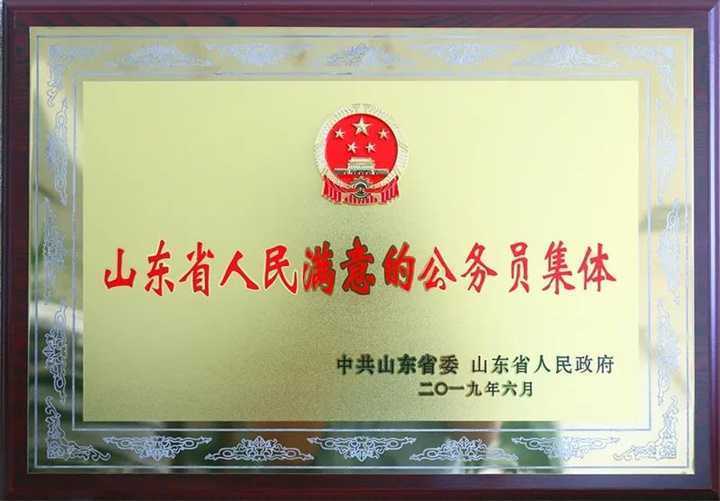 山东省人民满意的公务员集体
中共山东省委 山东省人民政府
二〇一九年六月